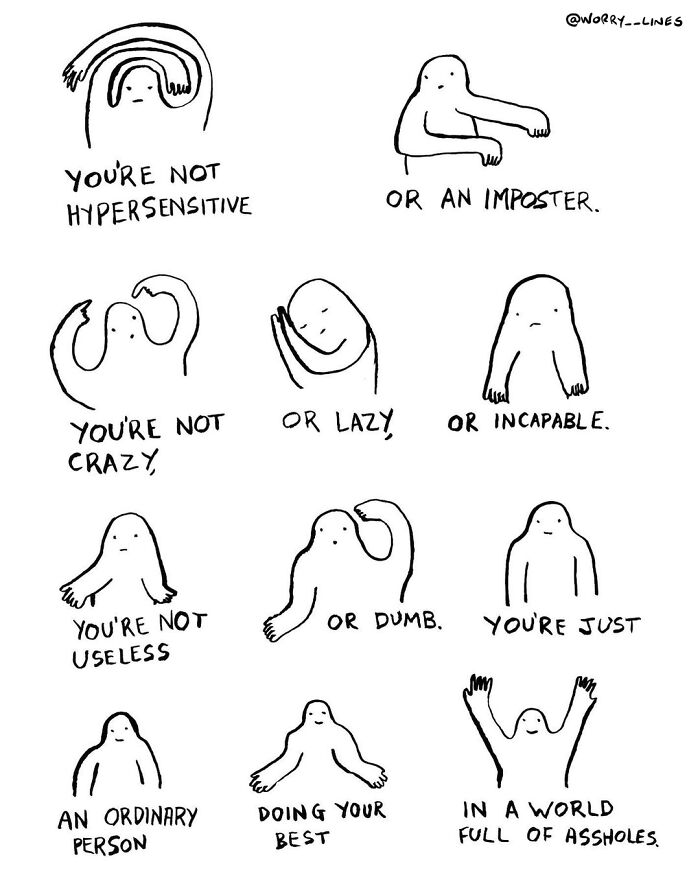 @WORRY__LINES
YOU'RE NOT
HYPERSENSITIVE
OR AN IMPOSTER.
YOU'RE NOT
CRAZY,
OR LAZY,
OR INCAPABLE.
YOU'RE NOT
USELESS
OR DUMB.
YOU'RE JUST
AN ORDINARY
PERSON
DOING YOUR
BEST
IN A WORLD
FULL OF ASSHOLES.